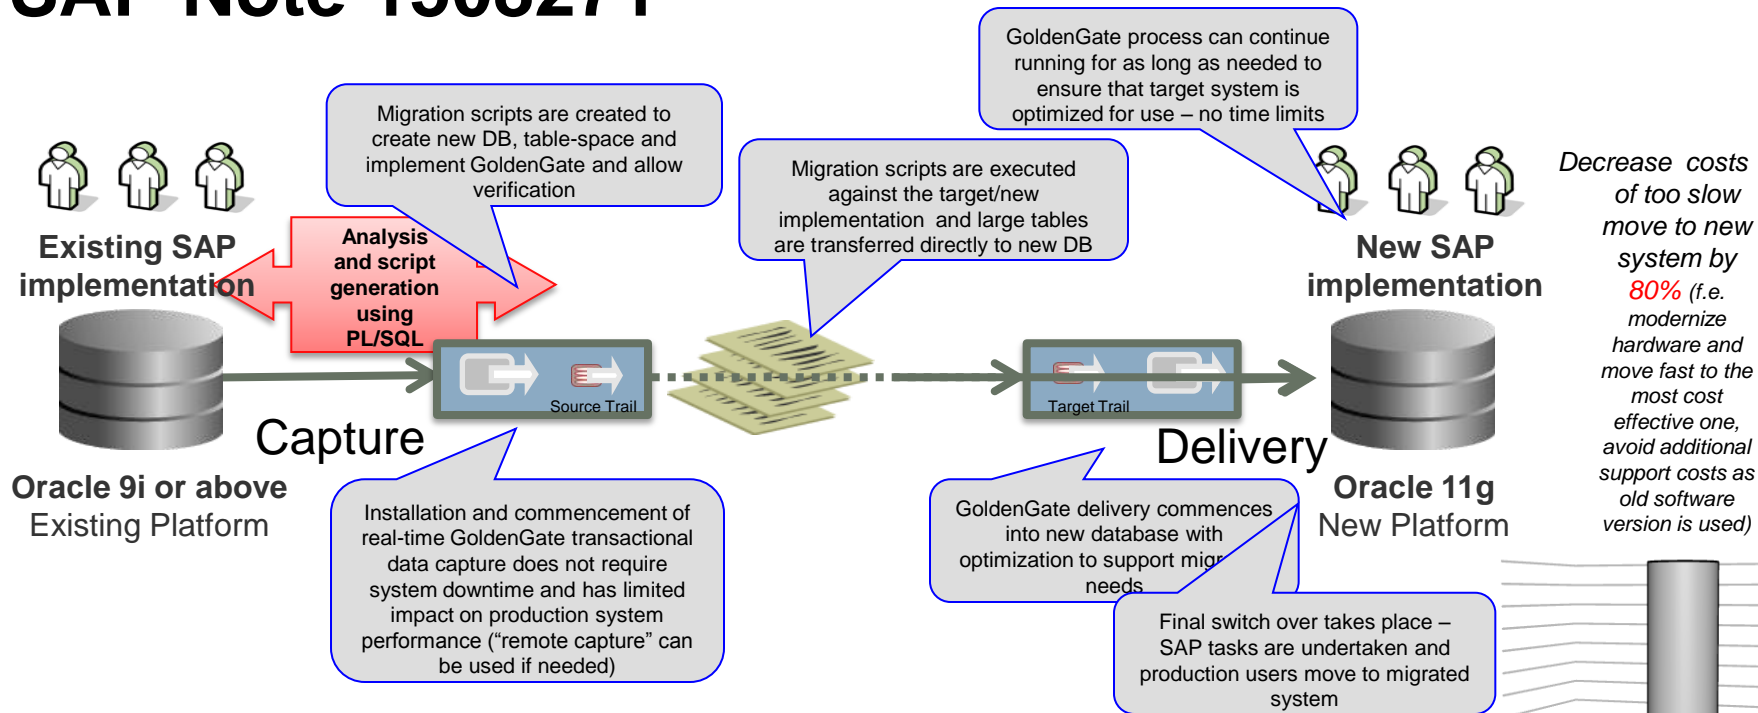 SAP Note 1508271
GoldenGate process can continue
running for as long as needed to
ensure that target system is
optimized for use – no time limits
Migration scripts are created to
create new DB, table-space and
implement GoldenGate and allow
verification
Migration scripts are executed
against the target/new
implementation and large tables
are transferred directly to new DB
Existing SAP
implementation
Analysis
and script
generation
using
PL/SQL
New SAP
implementation
Decrease costs
of too slow
move to new
system by
80% (f.e.
modernize
hardware and
move fast to the
most cost
effective one,
avoid additional
support costs as
old software
version is used)
Source Trail
Target Trail
Capture
Delivery
Oracle 9i or above
Existing Platform
Oracle 11g
New Platform
Installation and commencement of
real-time GoldenGate transactional
data capture does not require
system downtime and has limited
impact on production system
performance (“remote capture” can
be used if needed)
GoldenGate delivery commences
into new database with
optimization to support migr
needs
Final switch over takes place –
SAP tasks are undertaken and
production users move to migrated
system